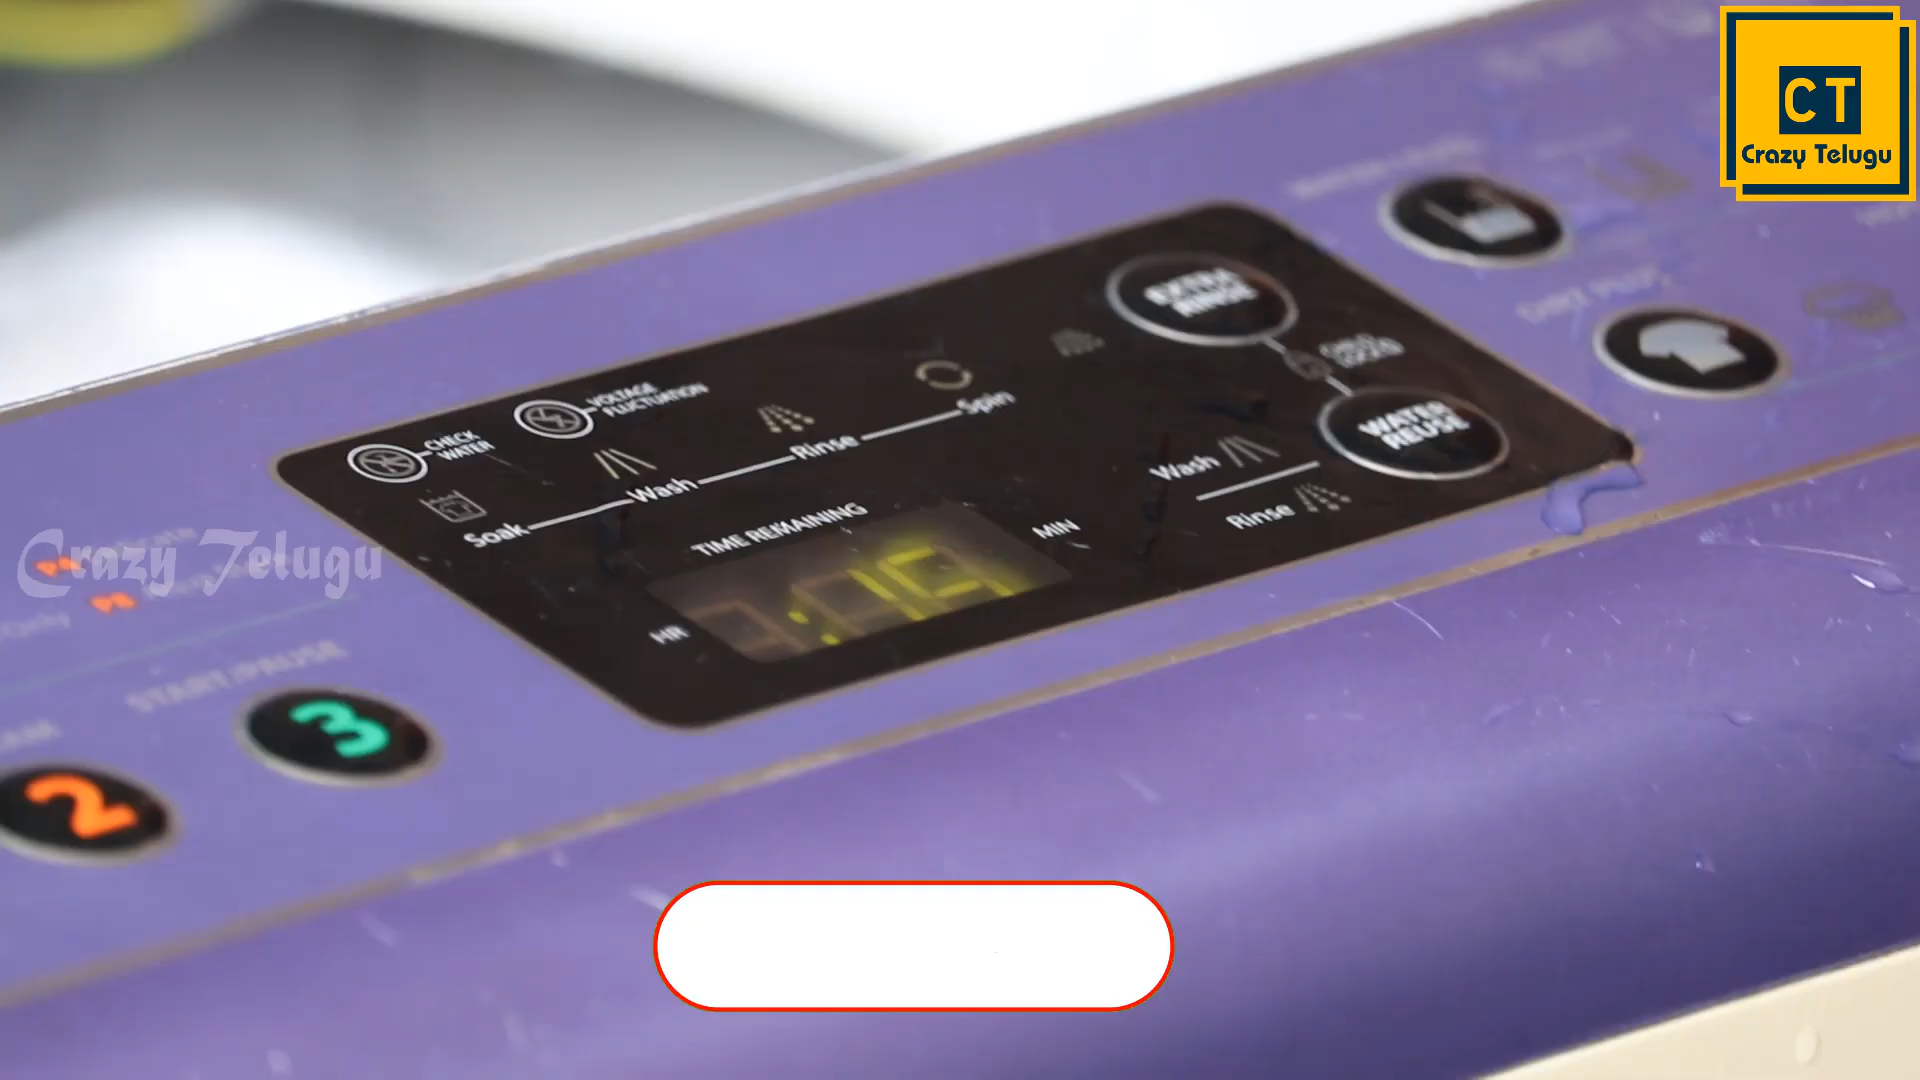 CT
Crazy Telugu
EXTRA
RINSE
CHECK
WATER
VOLTAGE
FLUCTUATION
Soak
Wash
Rinse
Spin
WATER
REUSE
Wash
Rinse
TIME REMAINING
HR
MIN
Crazy Telugu
START/PAUSE
2
3